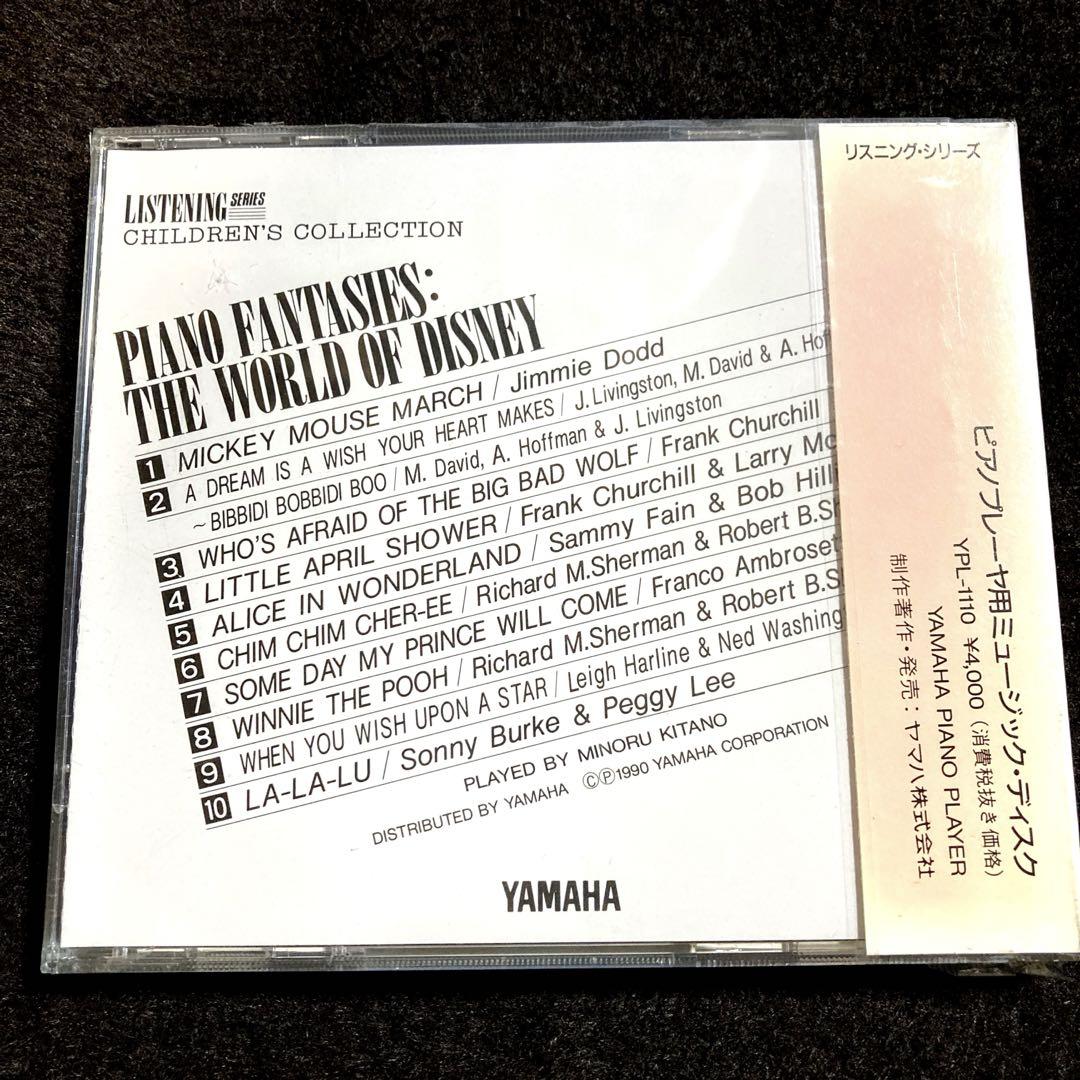 LISTENING SERIES
CHILDREN'S COLLECTION
PIANO FANTASIES:
THE WORLD OF DISNEY
1 MICKEY MOUSE MARCH / Jimmie Dodd
2 A DREAM IS A WISH YOUR HEART MAKES / J. Livingston, M. David & A. Hof
~BIBBIDI BOBBIDI BOO / M. David, A. Hoffman & J. Livingston
3 WHO'S AFRAID OF THE BIG BAD WOLF / Frank Churchill
4 LITTLE APRIL SHOWER / Frank Churchill & Larry Mo
5 ALICE IN WONDERLAND / Sammy Fain & Bob Hilli
6 CHIM CHIM CHER-EE / Richard M.Sherman & Robert B.Sh
7 SOME DAY MY PRINCE WILL COME / Franco Ambroset
8 WINNIE THE POOH / Richard M.Sherman & Robert B.S
9 WHEN YOU WISH UPON A STAR / Leigh Harline & Ned Washing
10 LA-LA-LU / Sonny Burke & Peggy Lee
PLAYED BY MINORU KITANO
DISTRIBUTED BY YAMAHA ©℗1990 YAMAHA CORPORATION
YAMAHA
リスニング・シリーズ
ピアノプレーヤ用ミュージック・ディスク
YPL-1110 ¥4,000 (消費税抜き価格)
YAMAHA PIANO PLAYER
制作著作・発売:ヤマハ株式会社